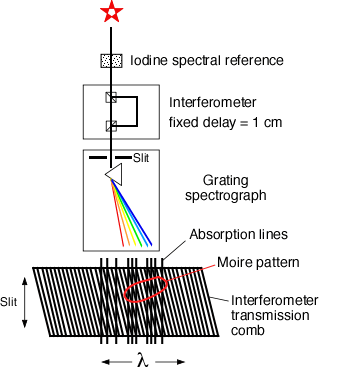 Iodine spectral reference
Interferometer
fixed delay = 1 cm
Slit
Grating
spectrograph
Absorption lines
Moire pattern
Slit
Interferometer
transmission
comb
λ